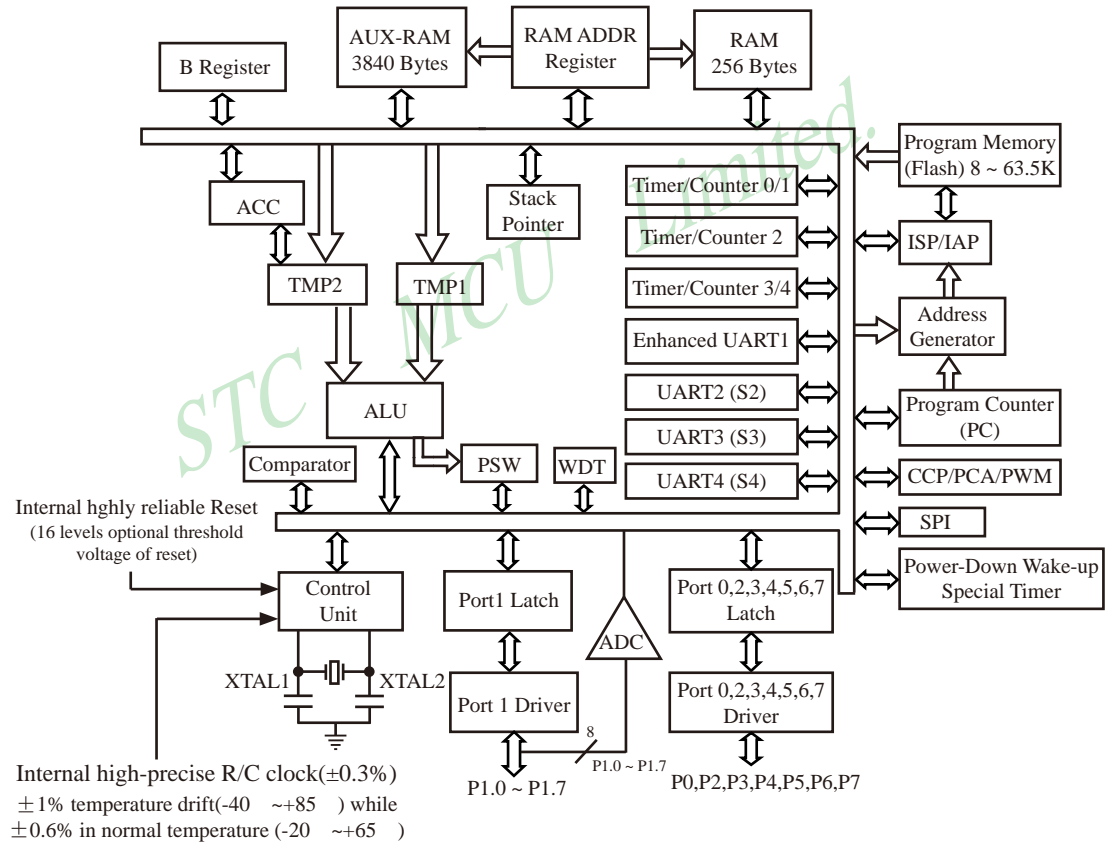 B Register
AUX-RAM
3840 Bytes
RAM ADDR
Register
RAM
256 Bytes
Program Memory
(Flash) 8 ~ 63.5K
ACC
Stack
Pointer
Timer/Counter 0/1
Timer/Counter 2
ISP/IAP
TMP2
TMP1
Timer/Counter 3/4
Address
Generator
Enhanced UART1
UART2 (S2)
Program Counter
(PC)
ALU
UART3 (S3)
Comparator
PSW
WDT
UART4 (S4)
CCP/PCA/PWM
SPI
Power-Down Wake-up
Special Timer
Internal hghly reliable Reset
(16 levels optional threshold
voltage of reset)
Control
Unit
Port1 Latch
ADC
Port 0,2,3,4,5,6,7
Latch
XTAL1
XTAL2
Port 1 Driver
Port 0,2,3,4,5,6,7
Driver
8
P1.0 ~ P1.7
P1.0 ~ P1.7
P0,P2,P3,P4,P5,P6,P7
Internal high-precise R/C clock(±0.3%)
±1% temperature drift(-40 ~+85 ) while
±0.6% in normal temperature (-20 ~+65 )
STC MCU Limited.